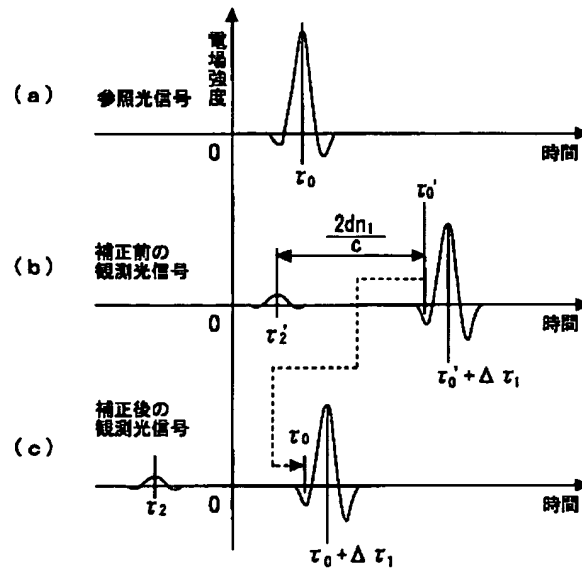 電場強度
(a)
参照光信号
0
τ0
時間
τ0'
2dn1
c
(b)
補正前の
観測光信号
0
τ2'
時間
τ0'+Δτ1
(c)
補正後の
観測光信号
τ0
τ2
0
時間
τ0+Δτ1